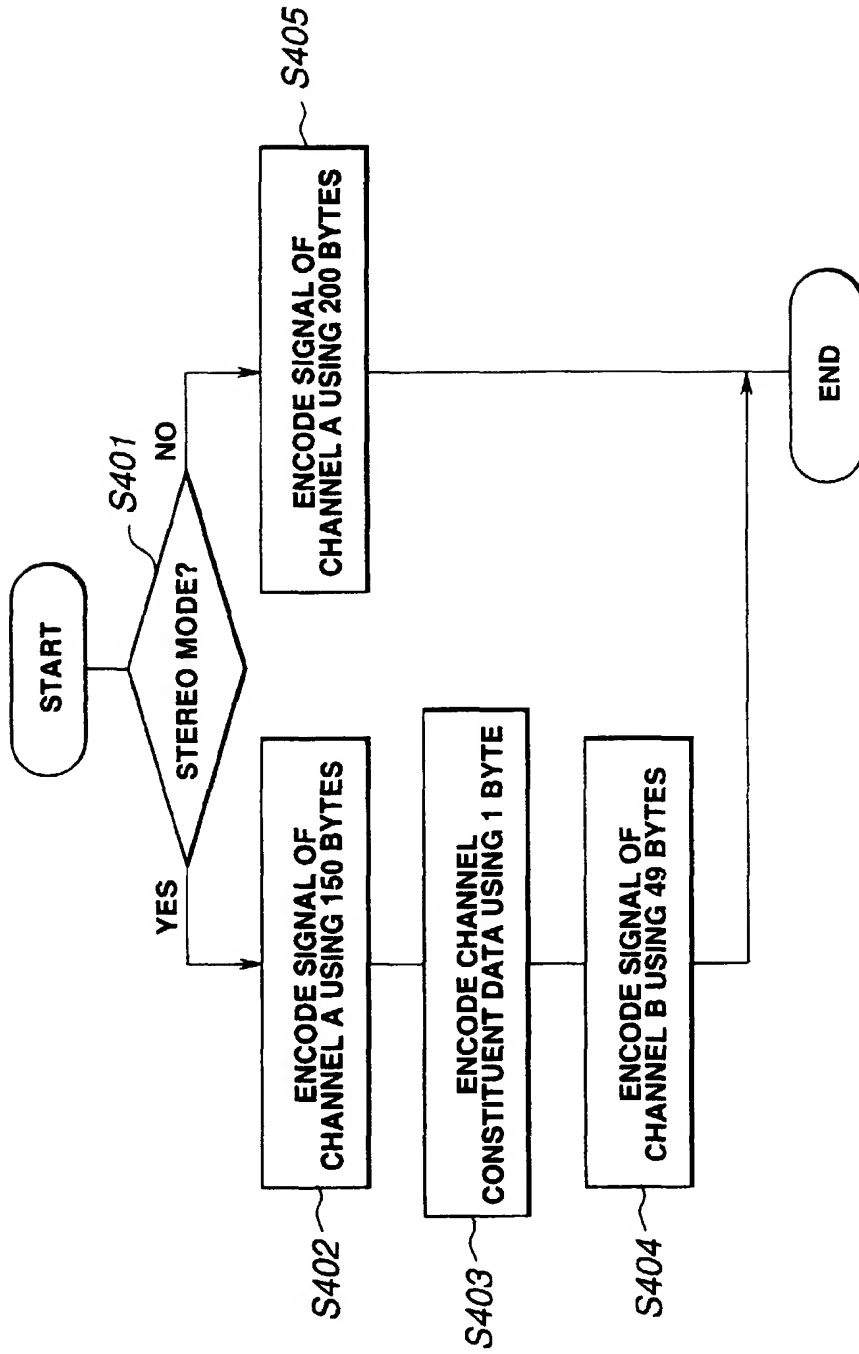 START
S401
STEREO MODE?
YES
NO
S402
ENCODE SIGNAL OF
CHANNEL A USING 150 BYTES
S403
ENCODE CHANNEL
CONSTITUENT DATA USING 1 BYTE
S404
ENCODE SIGNAL OF
CHANNEL B USING 49 BYTES
S405
ENCODE SIGNAL OF
CHANNEL A USING 200 BYTES
END